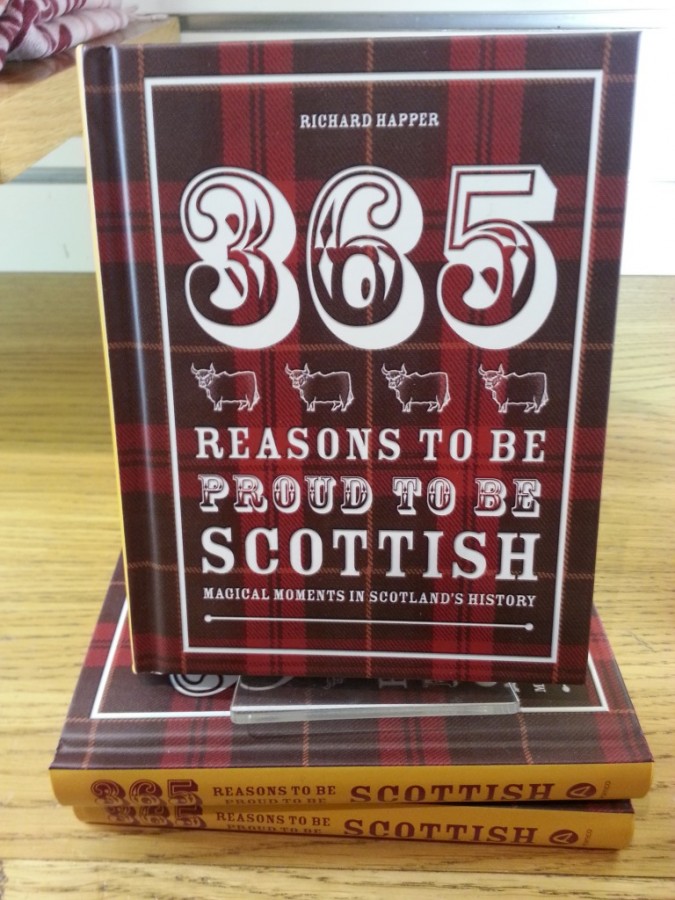 RICHARD HAPPER
365
REASONS TO BE
PROUD TO BE
SCOTTISH
MAGICAL MOMENTS IN SCOTLAND'S HISTORY
365 REASONS TO BE PROUD TO BE SCOTTISH
365 REASONS TO BE PROUD TO BE SCOTTISH